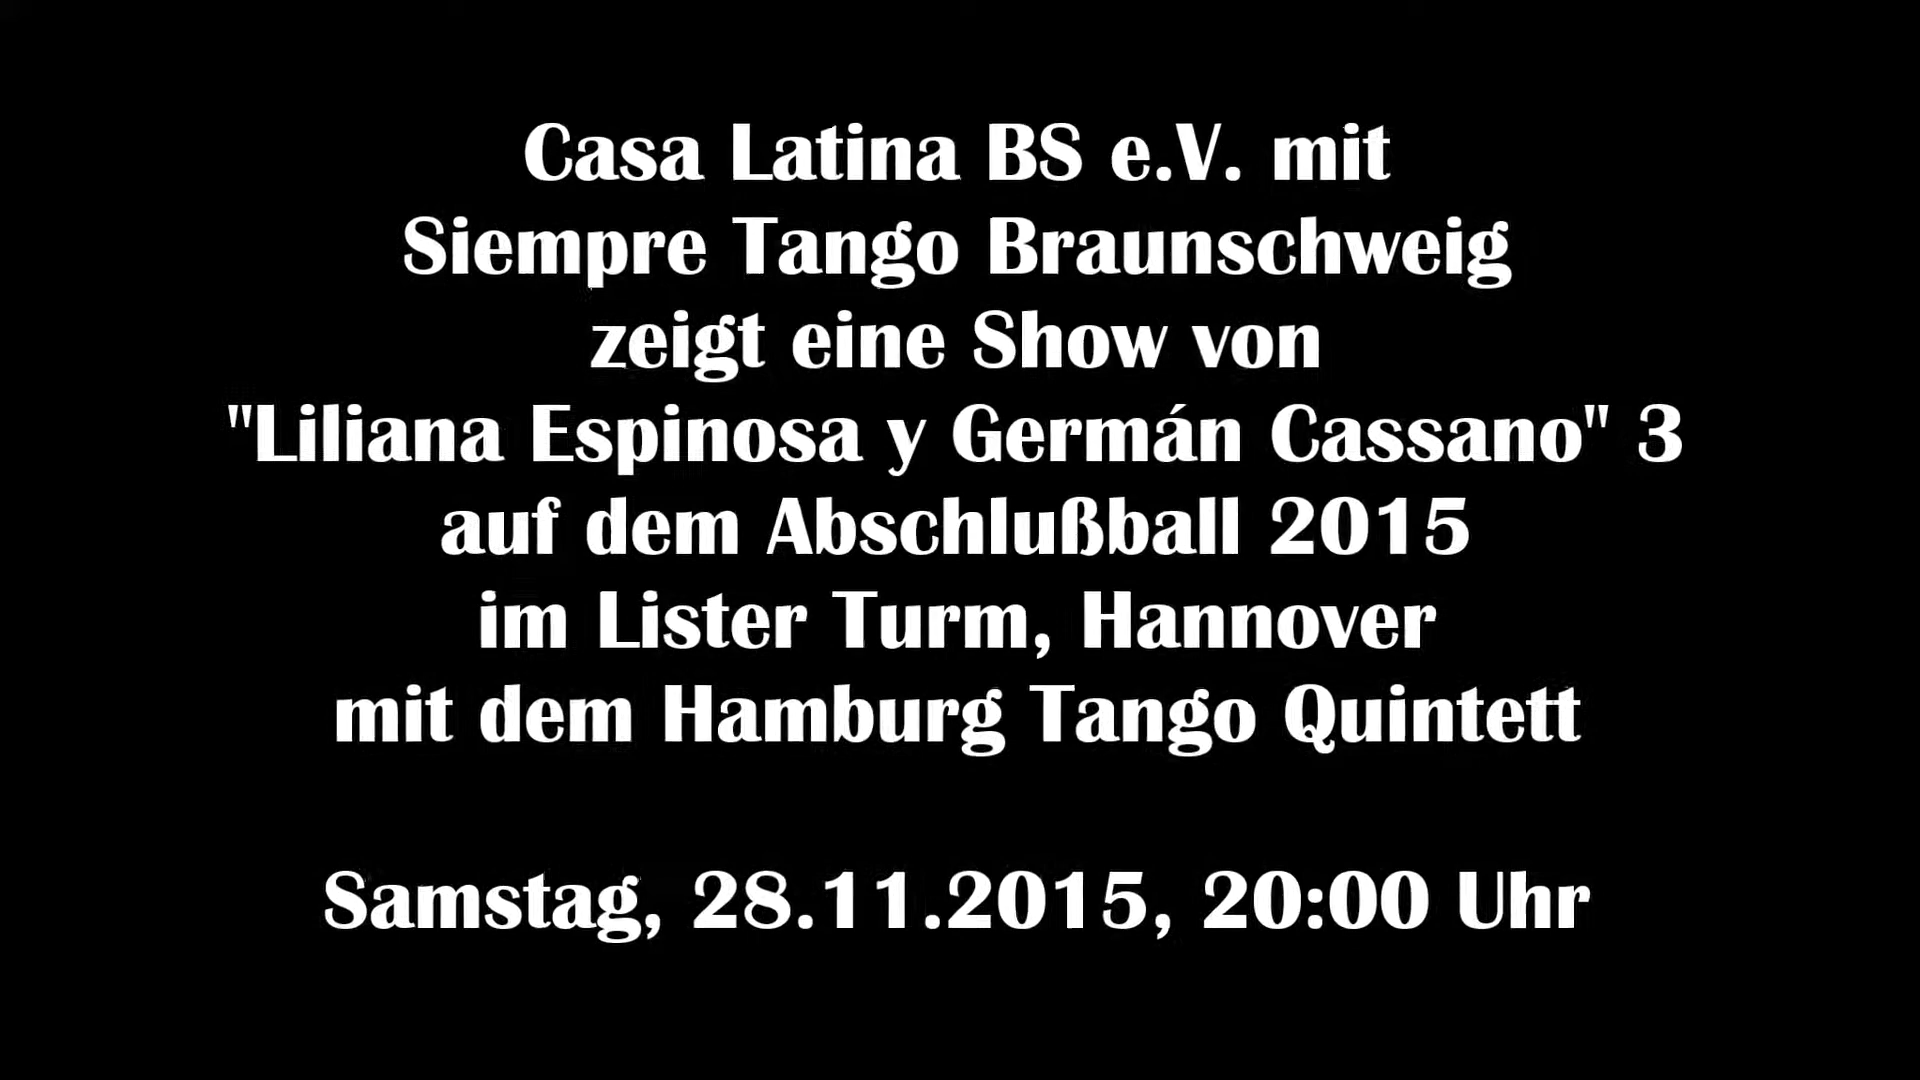 Casa Latina BS e.V. mit
Siempre Tango Braunschweig
zeigt eine Show von
"Liliana Espinosa y Germán Cassano" 3
auf dem Abschlußball 2015
im Lister Turm, Hannover
mit dem Hamburg Tango Quintett
Samstag, 28.11.2015, 20:00 Uhr